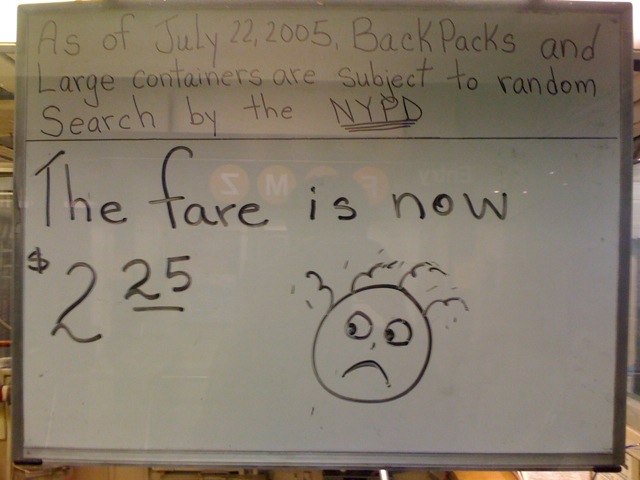 As of July 22, 2005, BackPacks and
Large containers are subject to random
Search by the NYPD
The fare is now
$2 25
F M Z